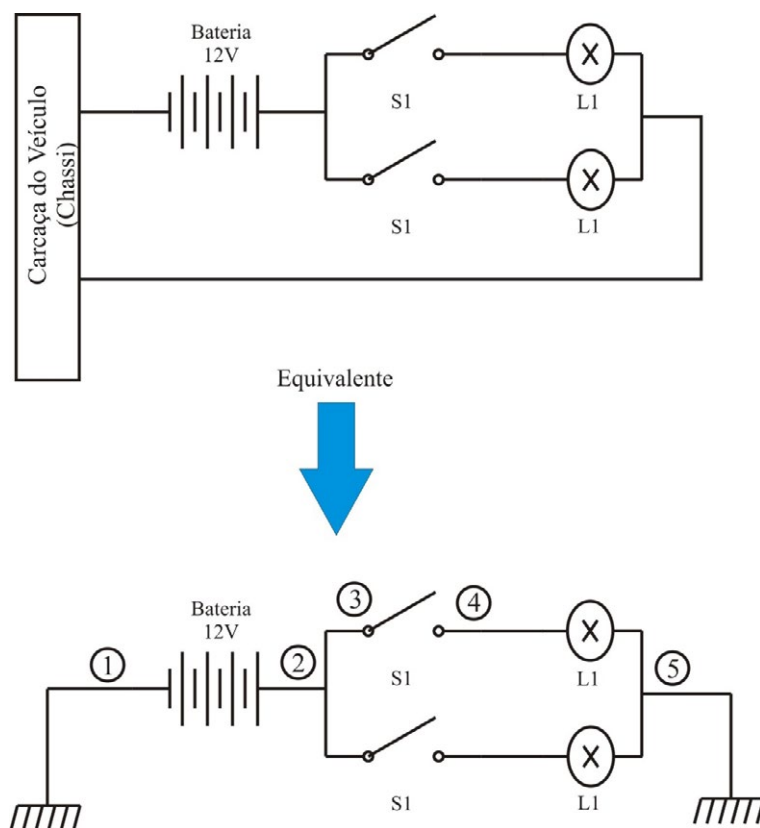 Carcaça do Veículo
(Chassi)
Bateria
12V
S1
L1
S1
L1
Equivalente
Bateria
12V
1
2
3
4
5
S1
L1
S1
L1